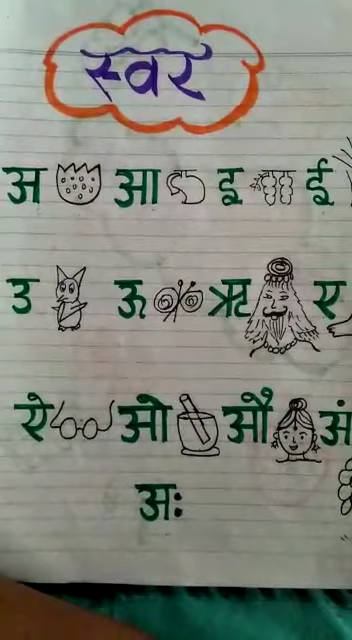 स्वर
अ आ इ ई
उ ऊ ऋ ए
ऐ ओ औ अं
अः